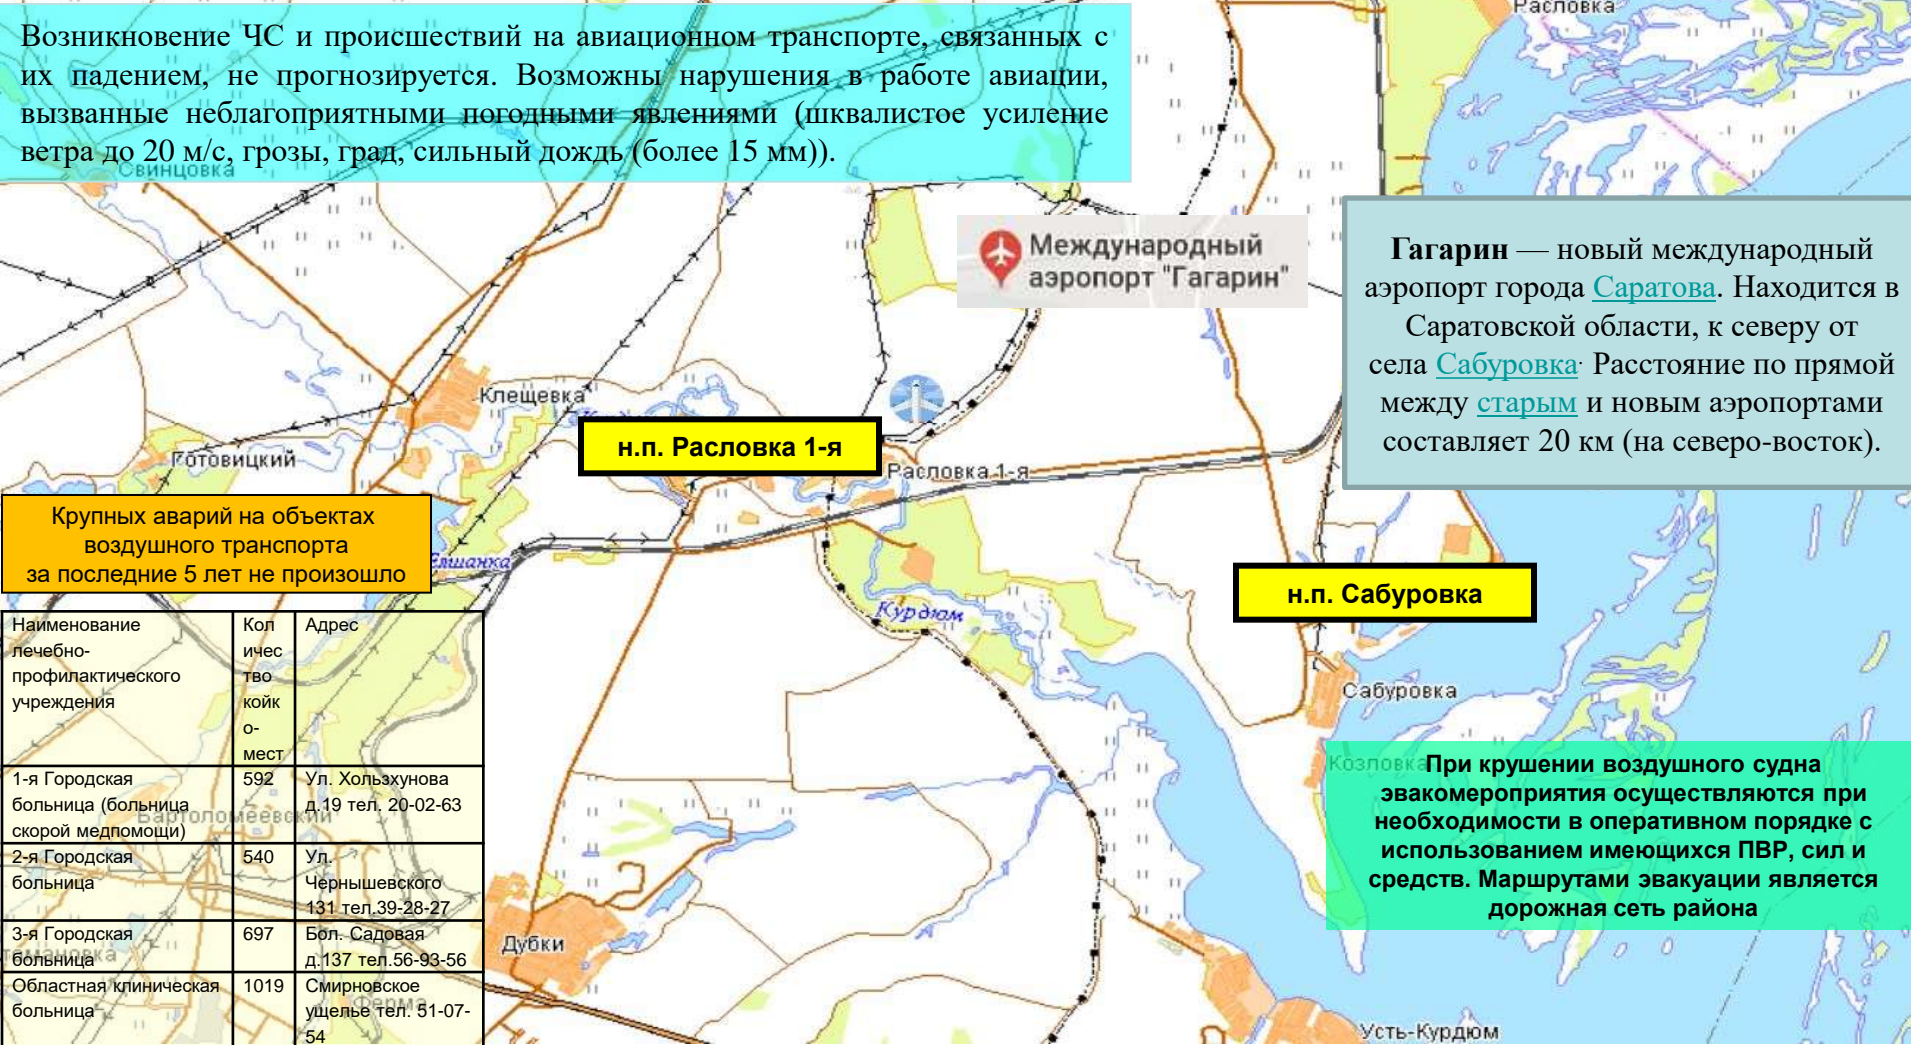 Расловка
Возникновение ЧС и происшествий на авиационном транспорте, связанных с
их падением, не прогнозируется. Возможны нарушения в работе авиации,
вызванные неблагоприятными погодными явлениями (шквалистое усиление
ветра до 20 м/с, грозы, град, сильный дождь (более 15 мм)).
Свинцовка
Международный
аэропорт "Гагарин"
Гагарин — новый международный
аэропорт города Саратова. Находится в
Саратовской области, к северу от
села Сабуровка. Расстояние по прямой
между старым и новым аэропортами
составляет 20 км (на северо-восток).
Клещевка
н.п. Расловка 1-я
Готовицкий
Расловка 1-я
Крупных аварий на объектах
воздушного транспорта
за последние 5 лет не произошло
Елшанка
н.п. Сабуровка
Курдюм
Сабуровка
Козловка
Наименование
лечебно-
профилактического
учреждения
Кол
ичес
тво
койк
о-
мест
Адрес
1-я Городская
больница (больница
скорой медпомощи)
592
Ул. Хользхунова
д.19 тел. 20-02-63
Бартоломеевский
2-я Городская
больница
540
Ул.
Чернышевского
131 тел.39-28-27
3-я Городская
больница
697
Бол. Садовая
д.137 тел.56-93-56
Областная клиническая
больница
1019
Смирновское
ущелье тел. 51-07-
54
Ферма
При крушении воздушного судна
эвакомероприятия осуществляются при
необходимости в оперативном порядке с
использованием имеющихся ПВР, сил и
средств. Маршрутами эвакуации является
дорожная сеть района
Дубки
Усть-Курдюм